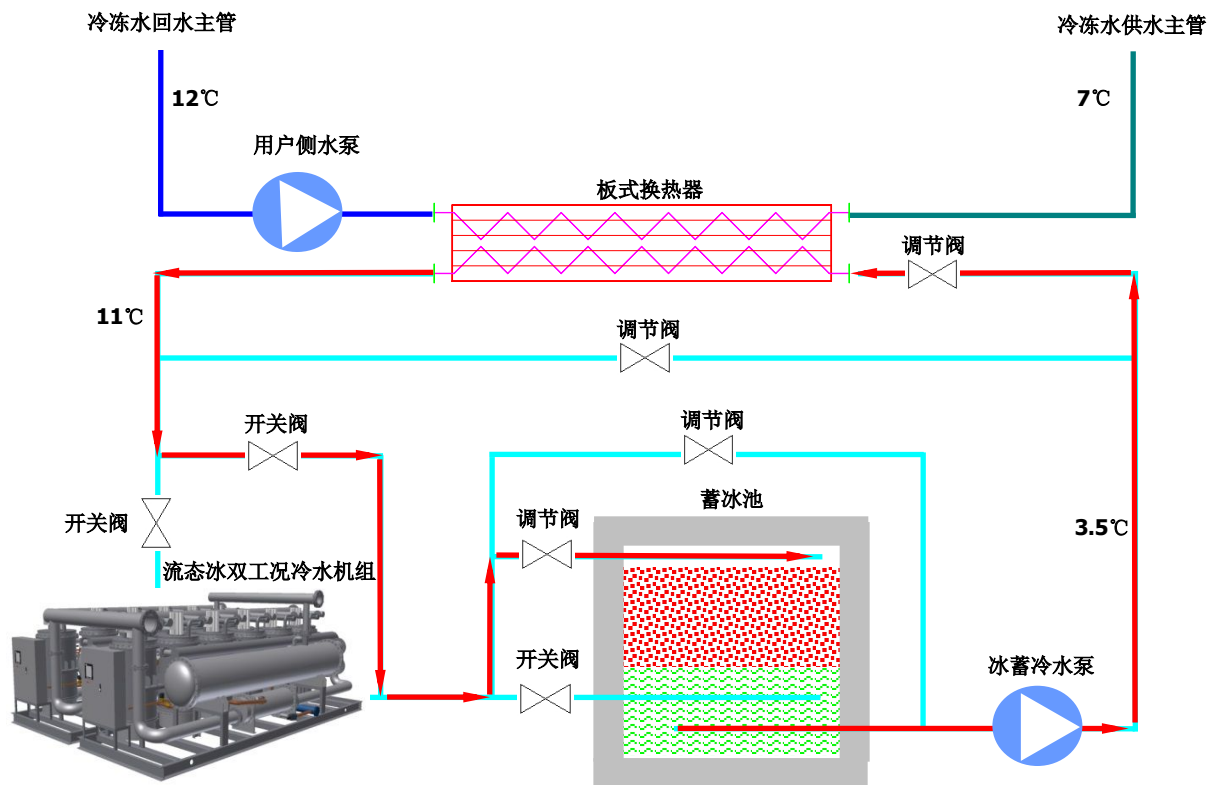 冷冻水回水主管
冷冻水供水主管
12℃
7℃
用户侧水泵
板式换热器
调节阀
11℃
调节阀
开关阀
调节阀
蓄冰池
开关阀
调节阀
3.5℃
流态冰双工况冷水机组
开关阀
冰蓄冷水泵